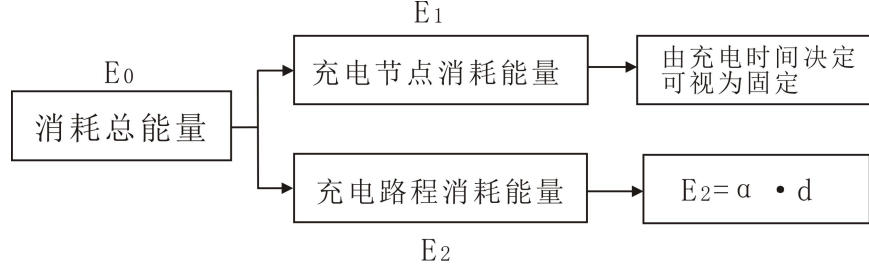 E₁
E₀
充电节点消耗能量
由充电时间决定
可视为固定
消耗总能量
充电路程消耗能量
E₂=α・d
E₂